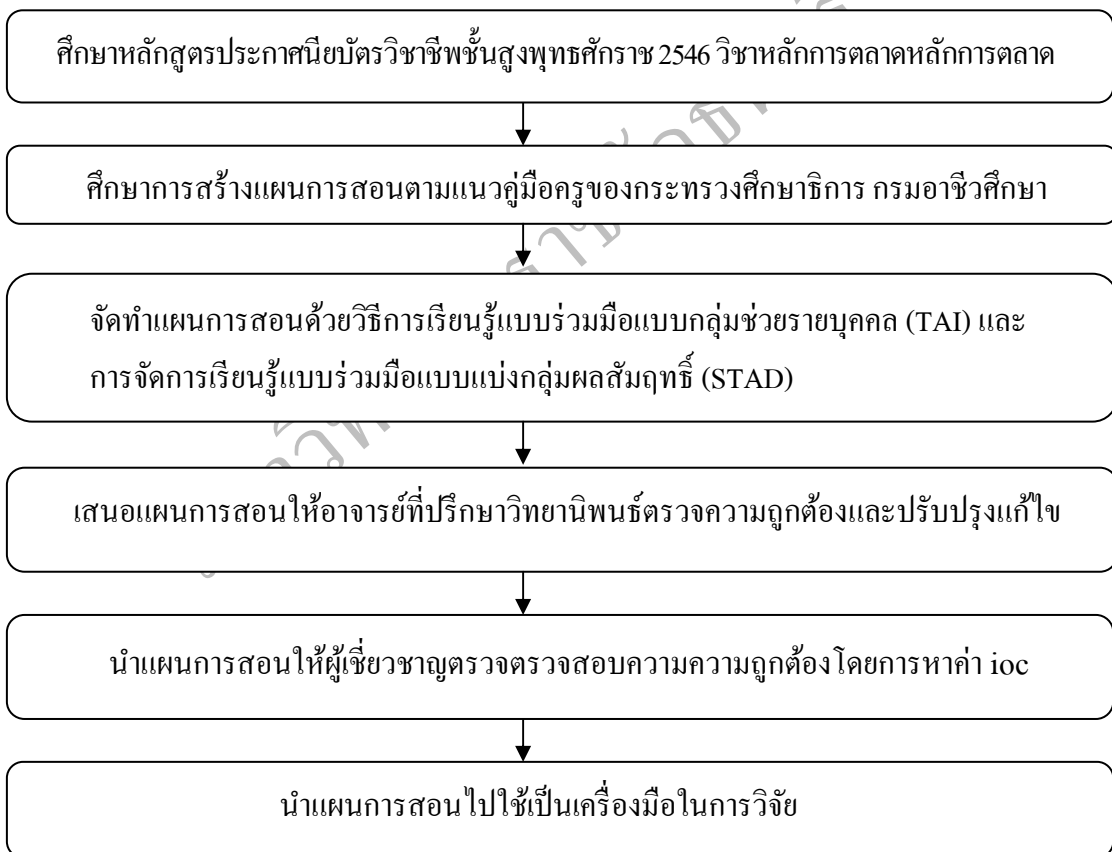 ศึกษาหลักสูตรประกาศนียบัตรวิชาชีพชั้นสูงพุทธศักราช 2546 วิชาหลักการตลาดหลักการตลาด
ศึกษาการสร้างแผนการสอนตามแนวคู่มือครูของกระทรวงศึกษาธิการ กรมอาชีวศึกษา
จัดทำแผนการสอนด้วยวิธีการเรียนรู้แบบร่วมมือแบบกลุ่มช่วยรายบุคคล (TAI) และ
การจัดการเรียนรู้แบบร่วมมือแบบแบ่งกลุ่มผลสัมฤทธิ์ (STAD)
เสนอแผนการสอนให้อาจารย์ที่ปรึกษาวิทยานิพนธ์ตรวจความถูกต้องและปรับปรุงแก้ไข
นำแผนการสอนให้ผู้เชี่ยวชาญตรวจตรวจสอบความความถูกต้องโดยการหาค่า ioc
นำแผนการสอนไปใช้เป็นเครื่องมือในการวิจัย